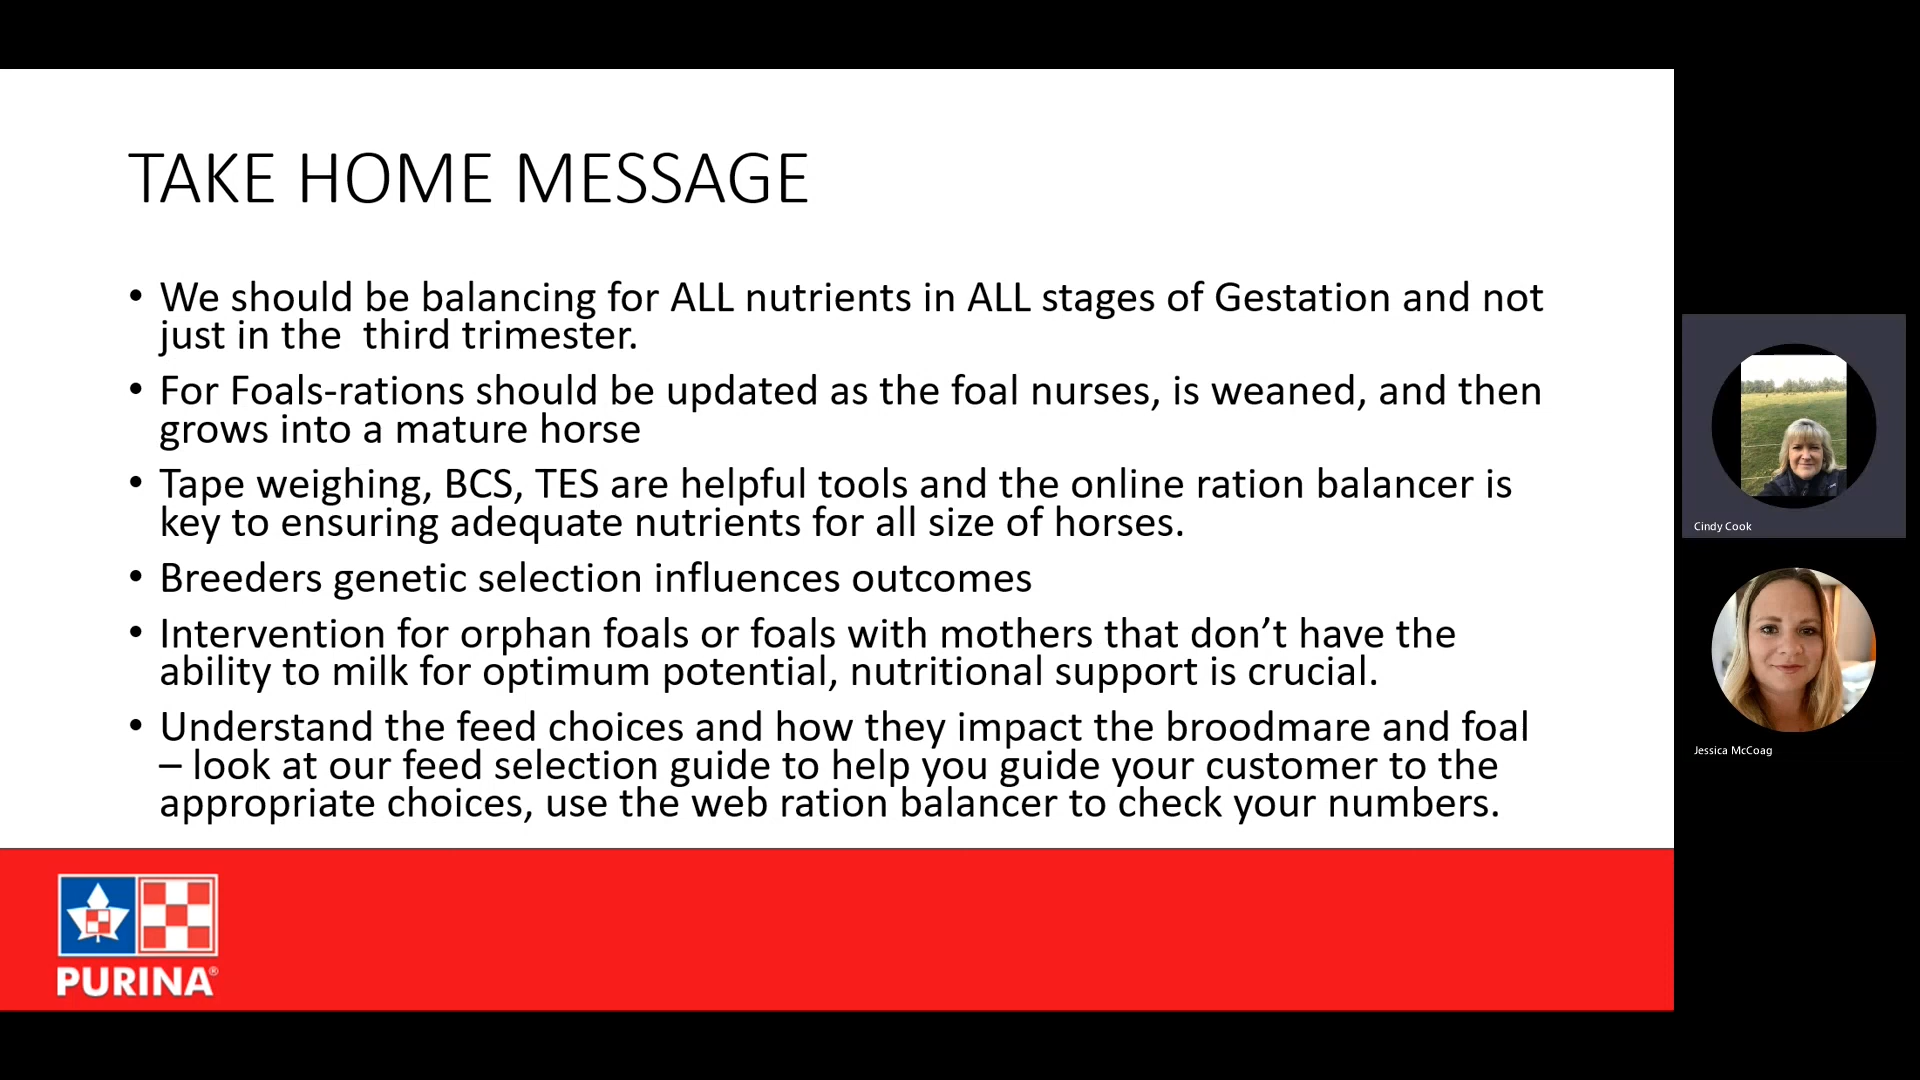 TAKE HOME MESSAGE
• We should be balancing for ALL nutrients in ALL stages of Gestation and not
just in the  third trimester.
• For Foals-rations should be updated as the foal nurses, is weaned, and then
grows into a mature horse
• Tape weighing, BCS, TES are helpful tools and the online ration balancer is
key to ensuring adequate nutrients for all size of horses.
• Breeders genetic selection influences outcomes
• Intervention for orphan foals or foals with mothers that don’t have the
ability to milk for optimum potential, nutritional support is crucial.
• Understand the feed choices and how they impact the broodmare and foal
– look at our feed selection guide to help you guide your customer to the
appropriate choices, use the web ration balancer to check your numbers.
PURINA®
Cindy Cook
Jessica McCoag